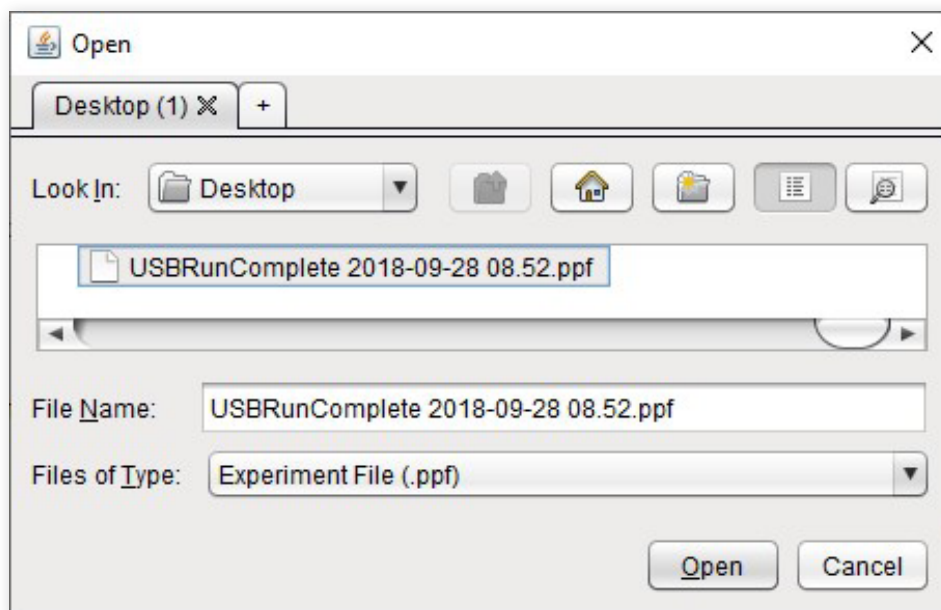 Open
Desktop (1) +
Look In: Desktop
USBRunComplete 2018-09-28 08.52.ppf
File Name: USBRunComplete 2018-09-28 08.52.ppf
Files of Type: Experiment File (.ppf)
Open Cancel